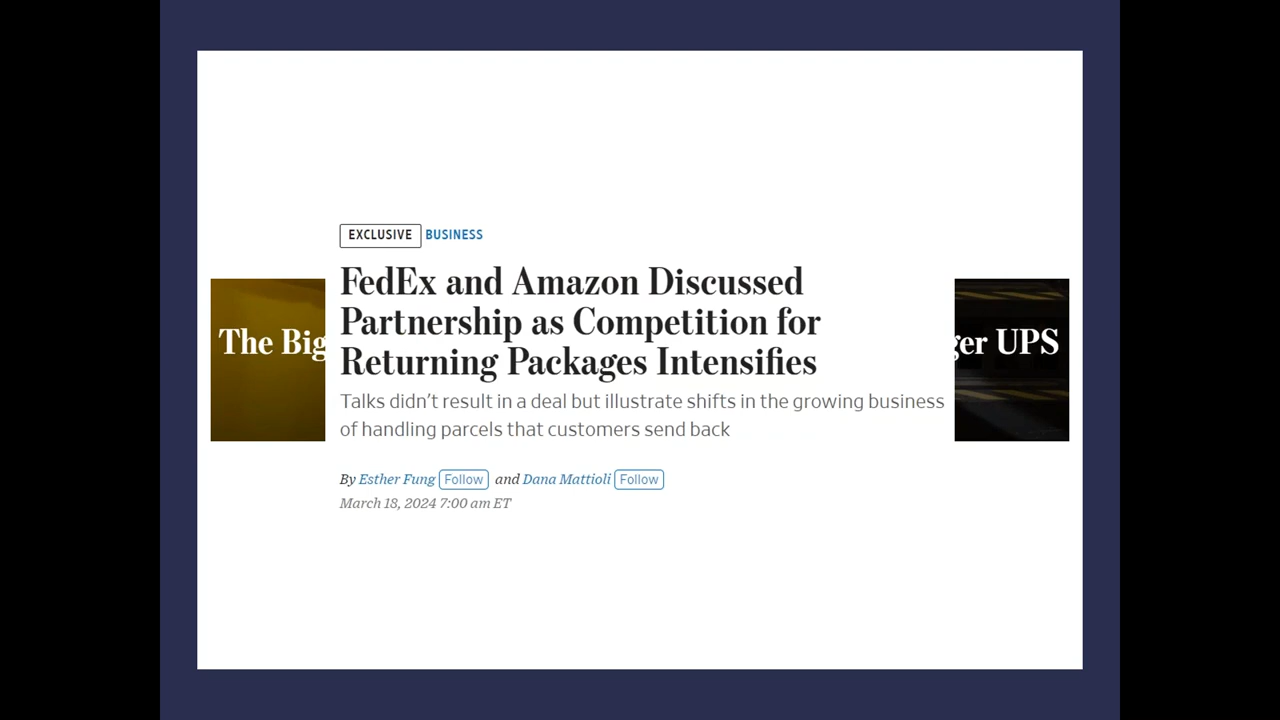 EXCLUSIVE BUSINESS
FedEx and Amazon Discussed
Partnership as Competition for
Returning Packages Intensifies
Talks didn't result in a deal but illustrate shifts in the growing business
of handling parcels that customers send back
By Esther Fung Follow and Dana Mattioli Follow
March 18, 2024 7:00 am ET
The Big
ger UPS